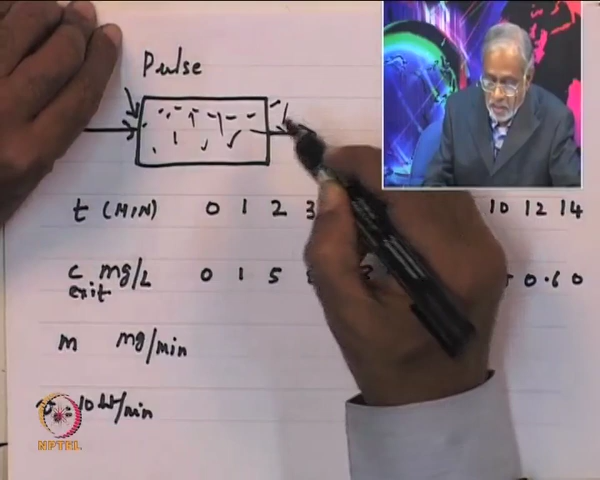 Pulse
t (MIN) 0 1 2 3 10 12 14
c mg/L 0 1 5 0.6 0
exit
m mg/min
10 lit/min
NPTEL